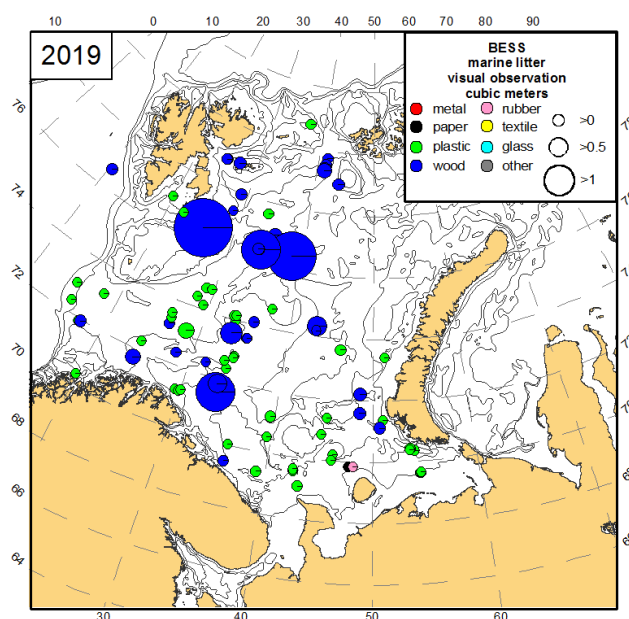 10 0 10 20 30 40 50 60 70 80 90
2019
BESS
marine litter
visual observation
cubic meters
metal rubber
paper textile
plastic glass
wood other
>0
>0.5
>1
76
74
72
70
68
66
64
30 40 50 60